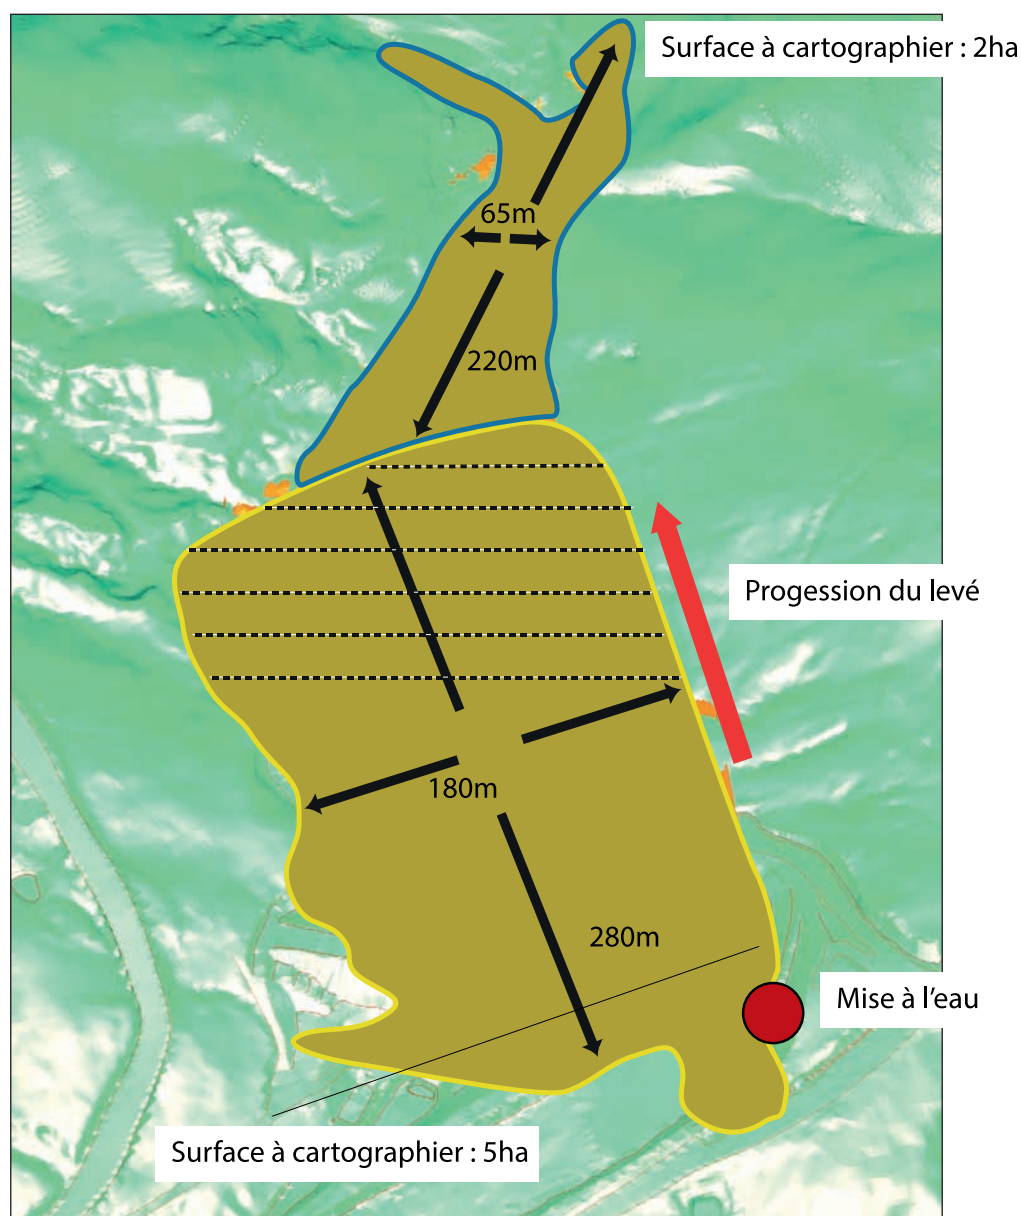 Surface à cartographier : 2ha
65m
220m
Progession du levé
180m
280m
Mise à l'eau
Surface à cartographier : 5ha